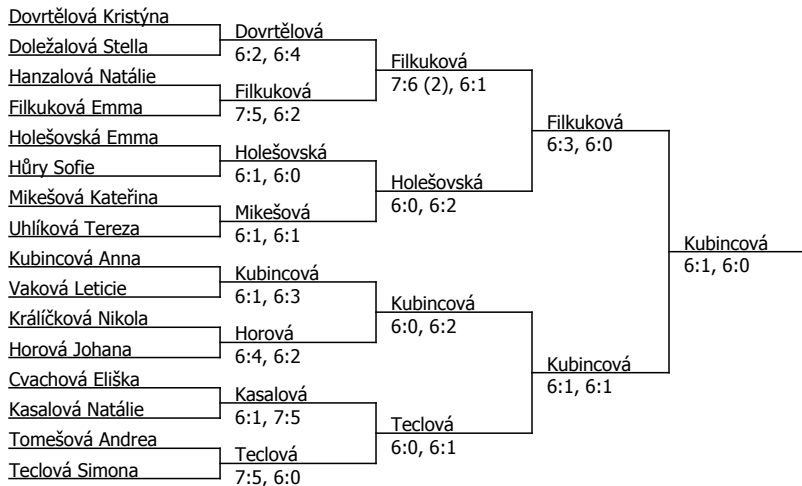 Dovrtělová Kristýna
Doležalová Stella
Hanzalová Natálie
Filkuková Emma
Holešovská Emma
Hůry Sofie
Mikešová Kateřina
Uhlíková Tereza
Kubincová Anna
Vaková Leticie
Králíčková Nikola
Horová Johana
Cvachová Eliška
Kasalová Natálie
Tomešová Andrea
Teclová Simona
Dovrtělová
6:2, 6:4
Filkuková
7:5, 6:2
Holešovská
6:1, 6:0
Mikešová
6:1, 6:1
Kubincová
6:1, 6:3
Horová
6:4, 6:2
Kasalová
6:1, 7:5
Teclová
7:5, 6:0
Filkuková
7:6 (2), 6:1
Holešovská
6:0, 6:2
Kubincová
6:0, 6:2
Teclová
6:0, 6:1
Filkuková
6:3, 6:0
Kubincová
6:1, 6:1
Kubincová
6:1, 6:0